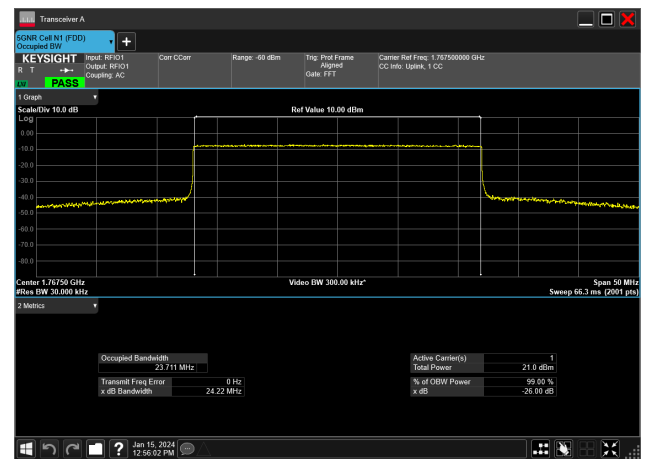 Transceiver A
5GNR Cell N1 (FDD)
Occupied BW
+
KEYSIGHT
R T
PASS
Input: RFIO1
Output: RFIO1
Coupling: AC
Corr CCorr
Range: -60 dBm
Trig: Prot Frame
Aligned
Gate: FFT
Carrier Ref Freq: 1.767500000 GHz
CC Info: Uplink, 1 CC
1 Graph
Scale/Div 10.0 dB
Ref Value 10.00 dBm
Log
0.00
-10.0
-20.0
-30.0
-40.0
-50.0
-60.0
-70.0
-80.0
Center 1.76750 GHz
Video BW 300.00 kHz*
Span 50 MHz
#Res BW 30.000 kHz
Sweep 66.3 ms (2001 pts)
2 Metrics
Occupied Bandwidth
23.711 MHz
Transmit Freq Error 0 Hz
x dB Bandwidth 24.22 MHz
Active Carrier(s) 1
Total Power 21.0 dBm
% of OBW Power 99.00 %
x dB -26.00 dB
?
Jan 15, 2024
12:56:02 PM